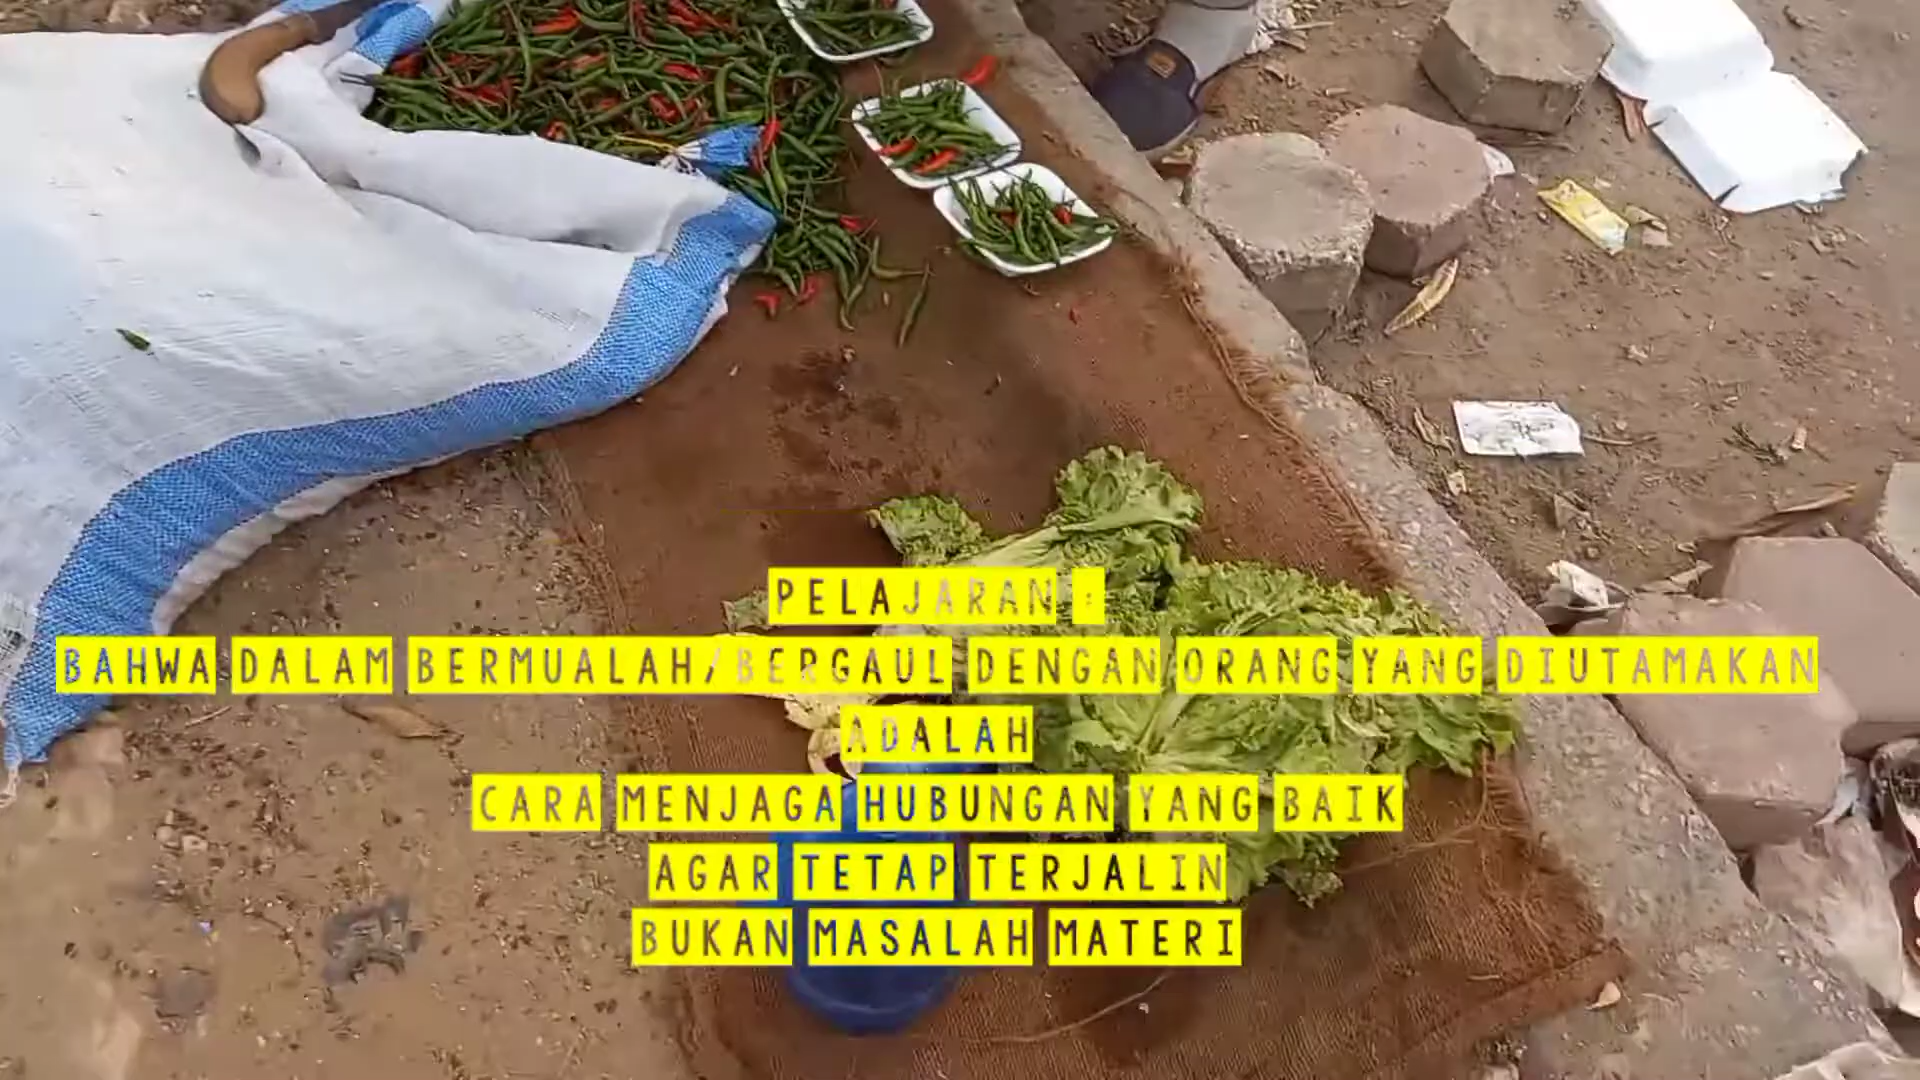 PELAJARAN :
BAHWA DALAM BERMUALAH/BERGAUL DENGAN ORANG YANG DIUTAMAKAN
ADALAH
CARA MENJAGA HUBUNGAN YANG BAIK
AGAR TETAP TERJALIN
BUKAN MASALAH MATERI